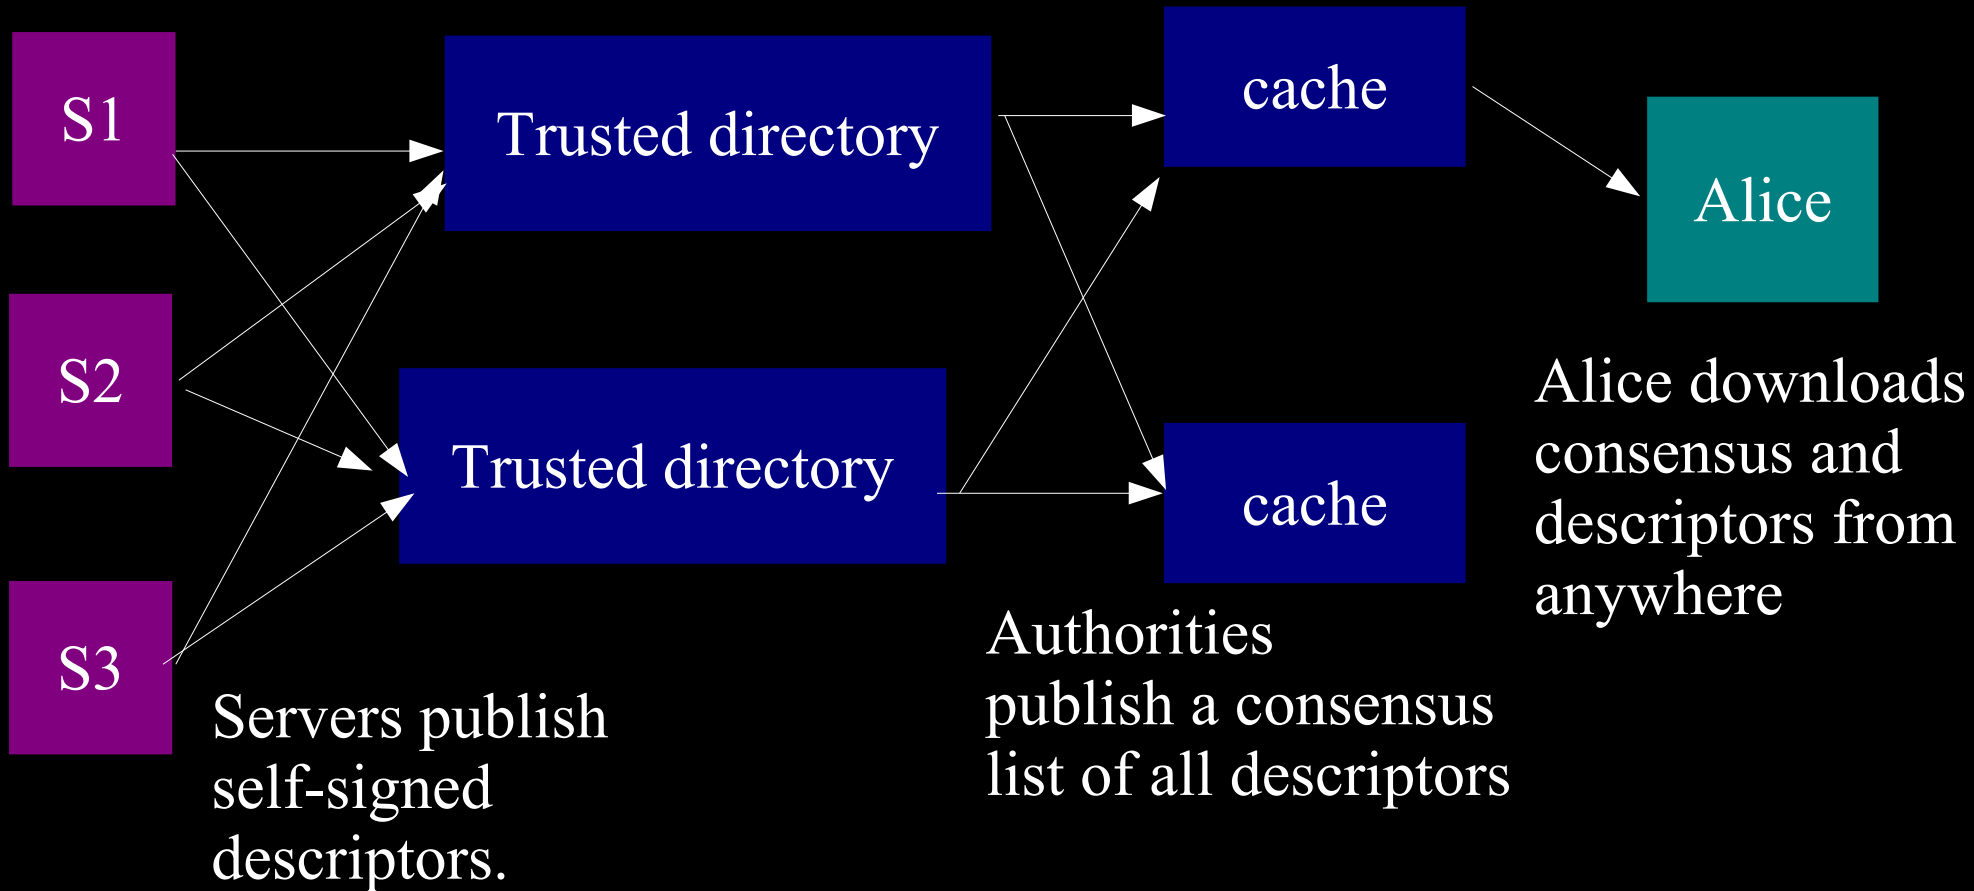 S1
Trusted directory
cache
Alice
S2
Trusted directory
cache
Alice downloads
consensus and
descriptors from
anywhere
S3
Servers publish
self-signed
descriptors.
Authorities
publish a consensus
list of all descriptors